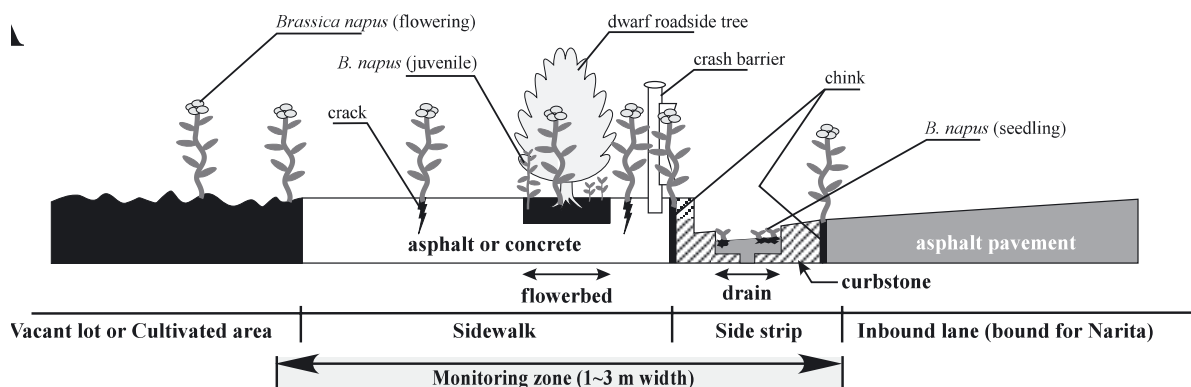 Brassica napus (flowering)
dwarf roadside tree
B. napus (juvenile)
crash barrier
chink
crack
B. napus (seedling)
asphalt or concrete
asphalt pavement
curbstone
flowerbed
drain
Vacant lot or Cultivated area
Sidewalk
Side strip
Inbound lane (bound for Narita)
Monitoring zone (1~3 m width)